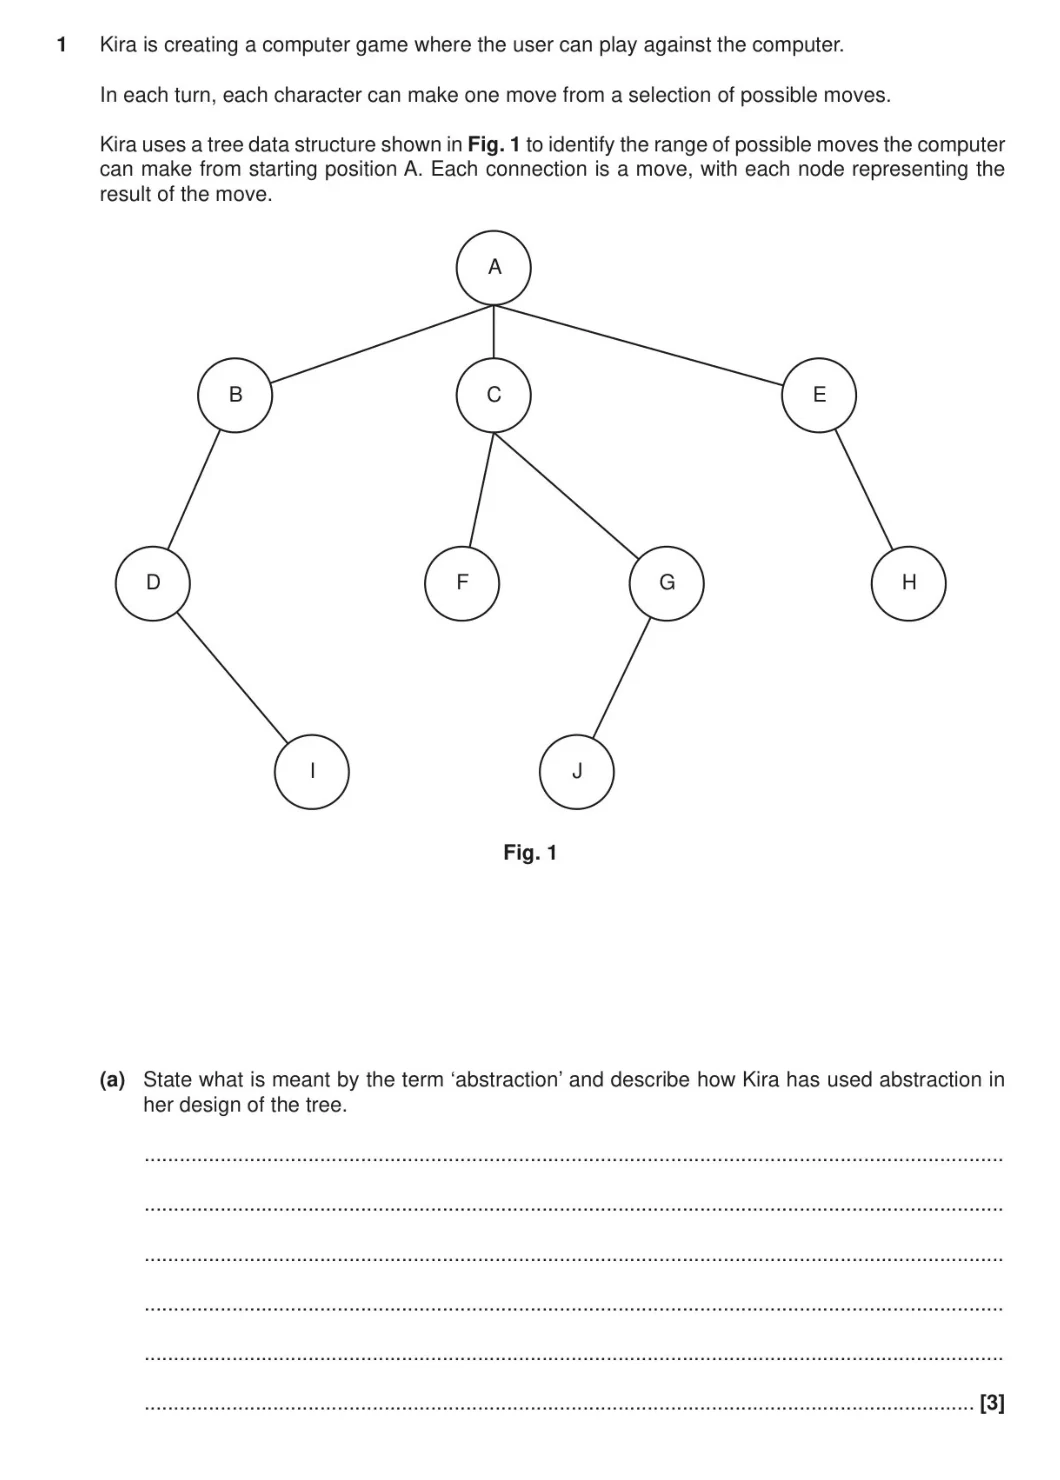 1 Kira is creating a computer game where the user can play against the computer.
In each turn, each character can make one move from a selection of possible moves.
Kira uses a tree data structure shown in Fig. 1 to identify the range of possible moves the computer
can make from starting position A. Each connection is a move, with each node representing the
result of the move.
A
B C E
D F G H
I J
Fig. 1
(a) State what is meant by the term ‘abstraction’ and describe how Kira has used abstraction in
her design of the tree.
[3]